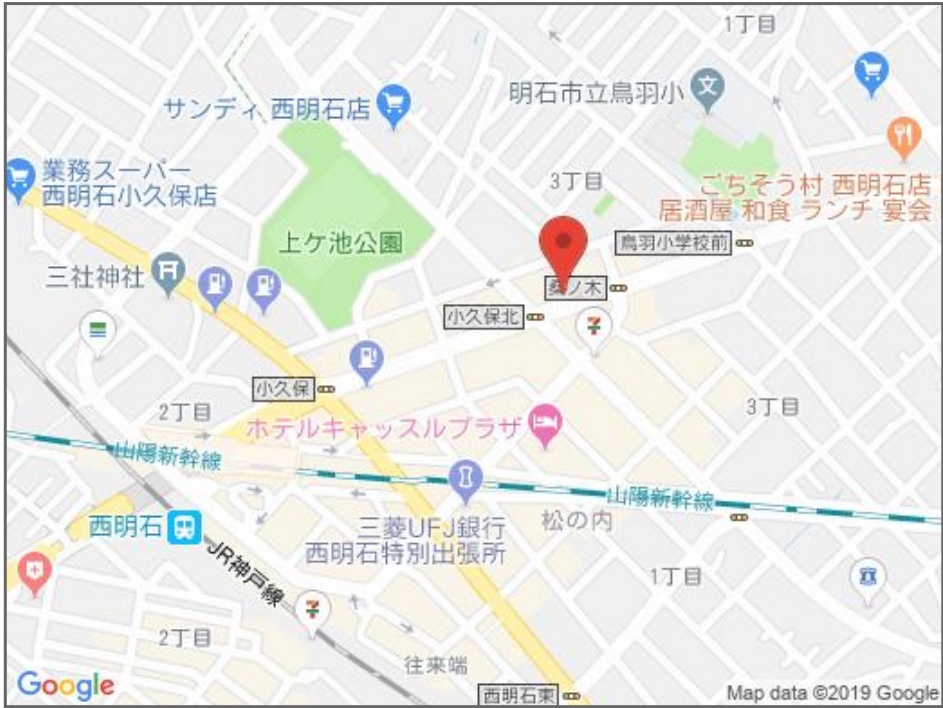 1丁目
明石市立鳥羽小
サンディ 西明石店
業務スーパー
西明石小久保店
3丁目
ごちそう村 西明石店
居酒屋 和食 ランチ 宴会
上ケ池公園
鳥羽小学校前
三社神社
桑ノ木
小久保北
小久保
2丁目
3丁目
ホテルキャッスルプラザ
山陽新幹線
山陽新幹線
三菱UFJ銀行
西明石特別出張所
松の内
西明石
JR神戸線
1丁目
2丁目
往来端
西明石東
Google
Map data ©2019 Google